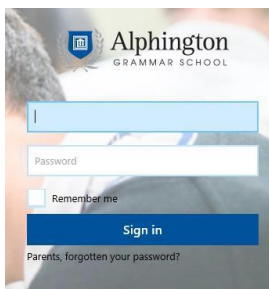 Alphington
GRAMMAR SCHOOL
Password
Remember me
Sign in
Parents, forgotten your password?